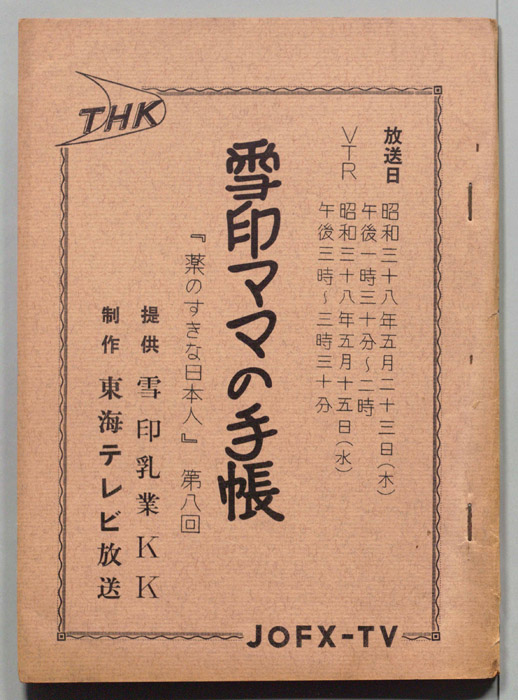 THK
放送日 昭和三十八年五月二十三日(木)
午後一時三十分〜二時
VTR 昭和三十八年五月十五日(水)
午後三時〜三時三十分
雪印ママの手帳
『薬のすきな日本人』 第八回
提供 雪印乳業KK
制作 東海テレビ放送
JOFX-TV